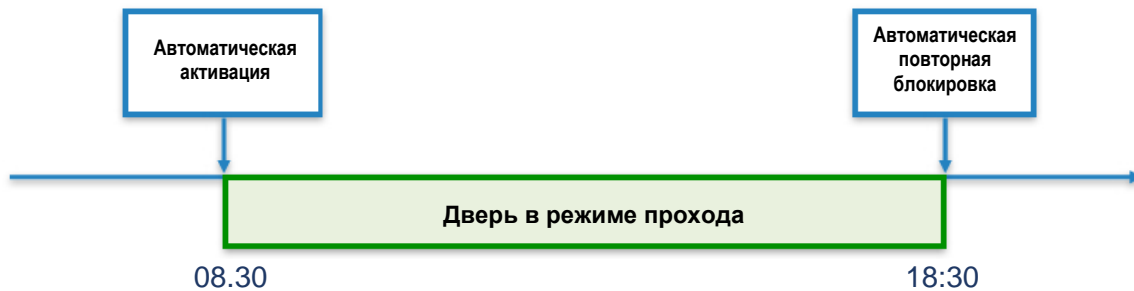 Автоматическая
активация
Автоматическая
повторная
блокировка
Дверь в режиме прохода
08.30
18:30